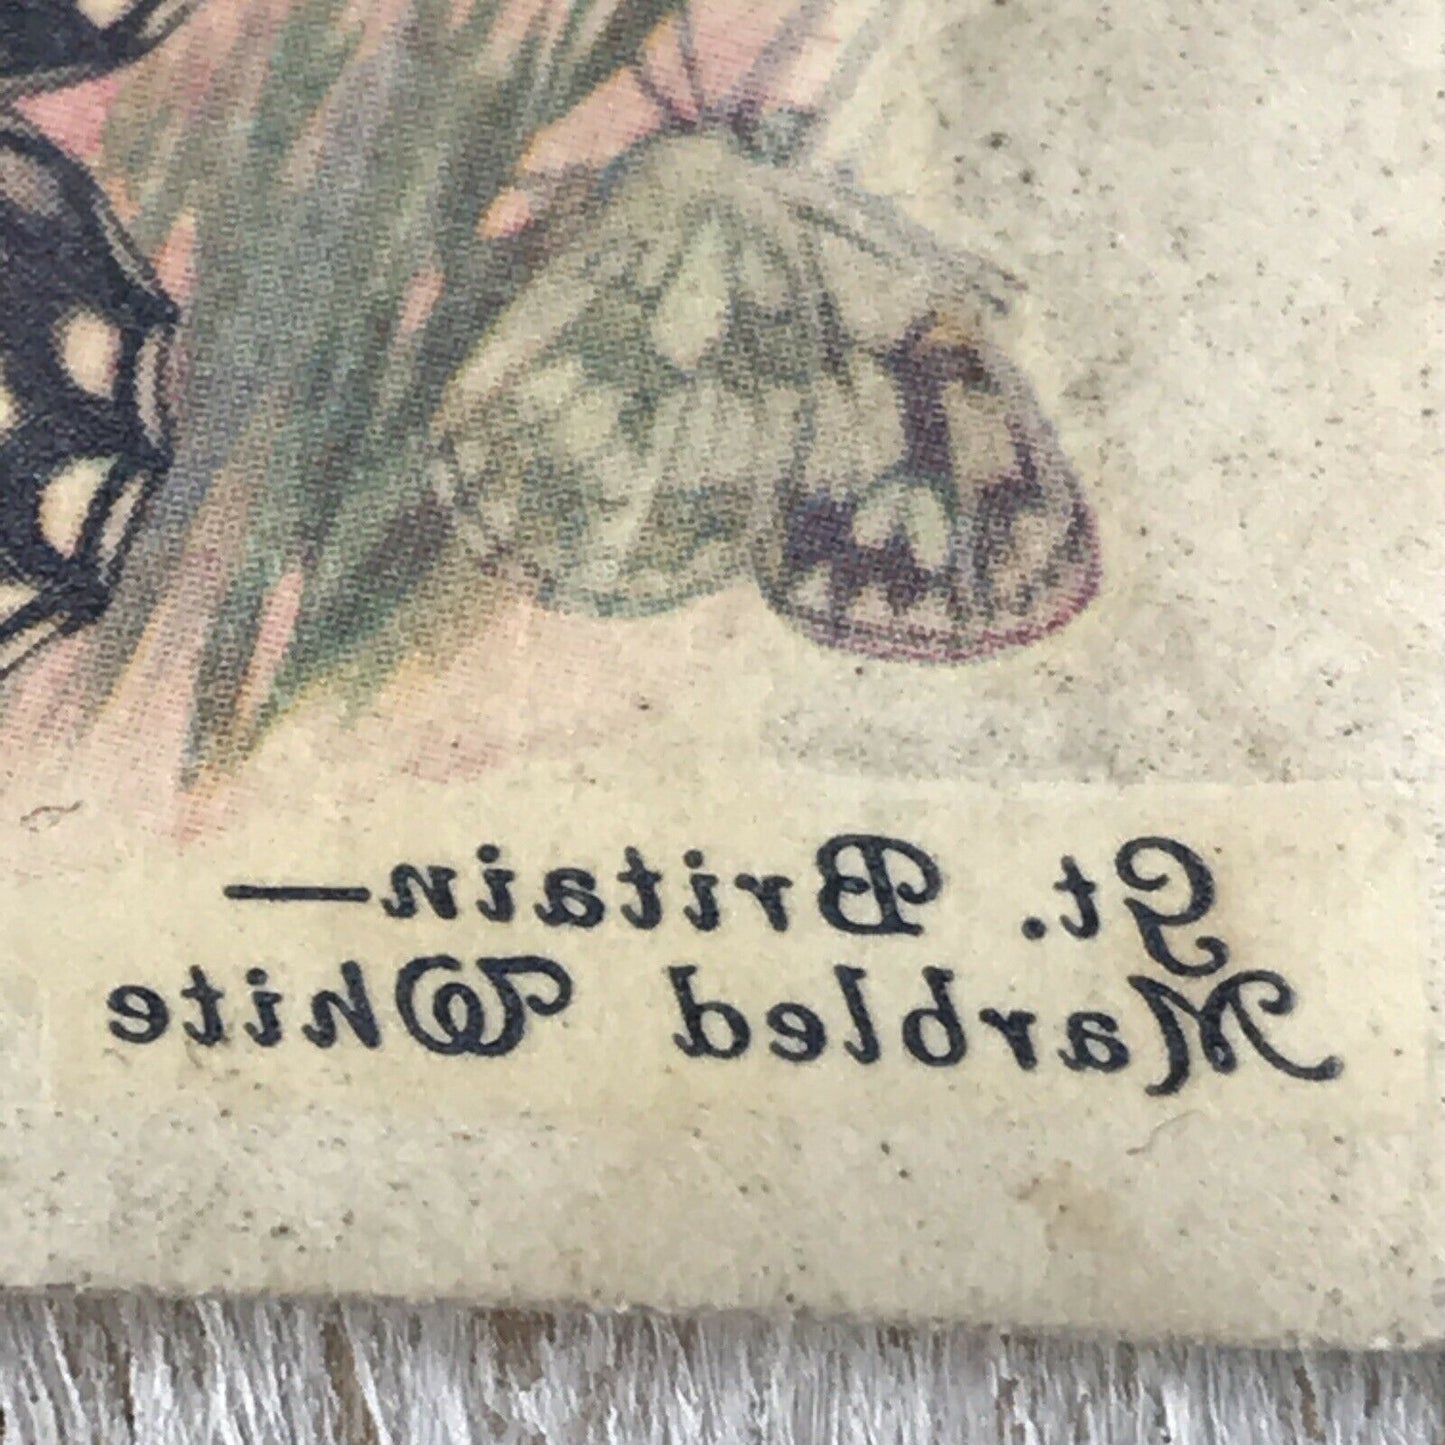 Gt. Britain—
Marbled White